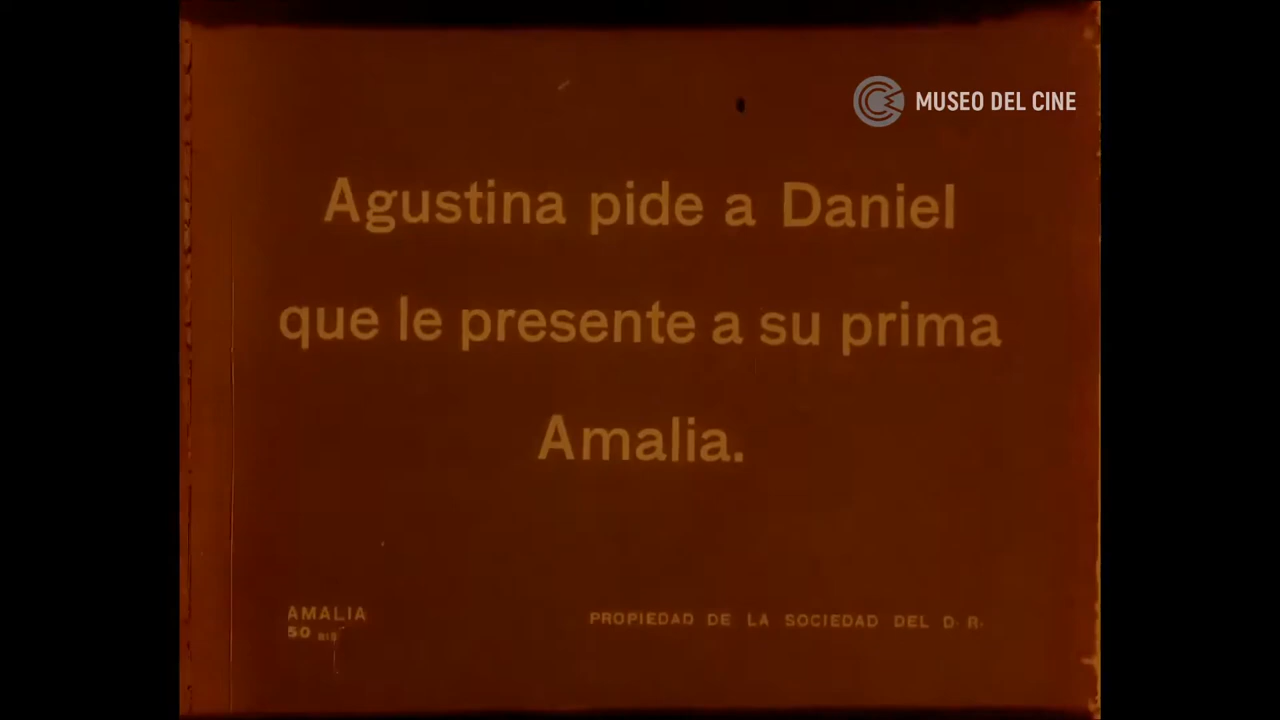 MUSEO DEL CINE
Agustina pide a Daniel
que le presente a su prima
Amalia.
AMALIA
50 BIS
PROPIEDAD DE LA SOCIEDAD DEL D. R.